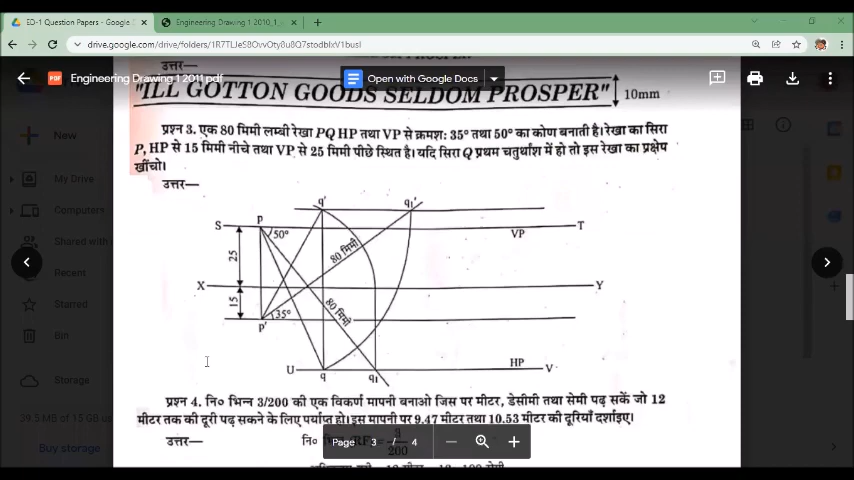 ED-1 Question Papers - Google D
Engineering Drawing 1 2010_1_
drive.google.com/drive/folders/1R7TLJeS8OvvOty8u8Q7stodblxV1busl
Engineering Drawing 1 2011.pdf
Open with Google Docs
उत्तर—
"ILL GOTTON GOODS SELDOM PROSPER"
10mm
New
My Drive
Computers
Shared with
Recent
Starred
Bin
Storage
39.5 MB of 15 GB
Buy storage
प्रश्न 3. एक 80 मिमी लम्बी रेखा PQ HP तथा VP से क्रमश: 35° तथा 50° का कोण बनाती है। रेखा का सिरा
P, HP से 15 मिमी नीचे तथा VP से 25 मिमी पीछे स्थित है। यदि सिरा Q प्रथम चतुर्थांश में हो तो इस रेखा का प्रक्षेप
खींचो।
उत्तर—
q'
q₁'
S
p
T
50°
VP
80 मिमी
25
X
Y
15
80 मिमी
35°
p'
HP
U
V
q
q₁
प्रश्न 4. नि० भिन्न 3/200 की एक विकर्ण मापनी बनाओ जिस पर मीटर, डेसीमी तथा सेमी पढ़ सकें जो 12
मीटर तक की दूरी पढ़ सकने के लिए पर्याप्त हो। इस मापनी पर 9.47 मीटर तथा 10.53 मीटर की दूरियाँ दर्शाइए।
उत्तर—
Page 3 / 4
200